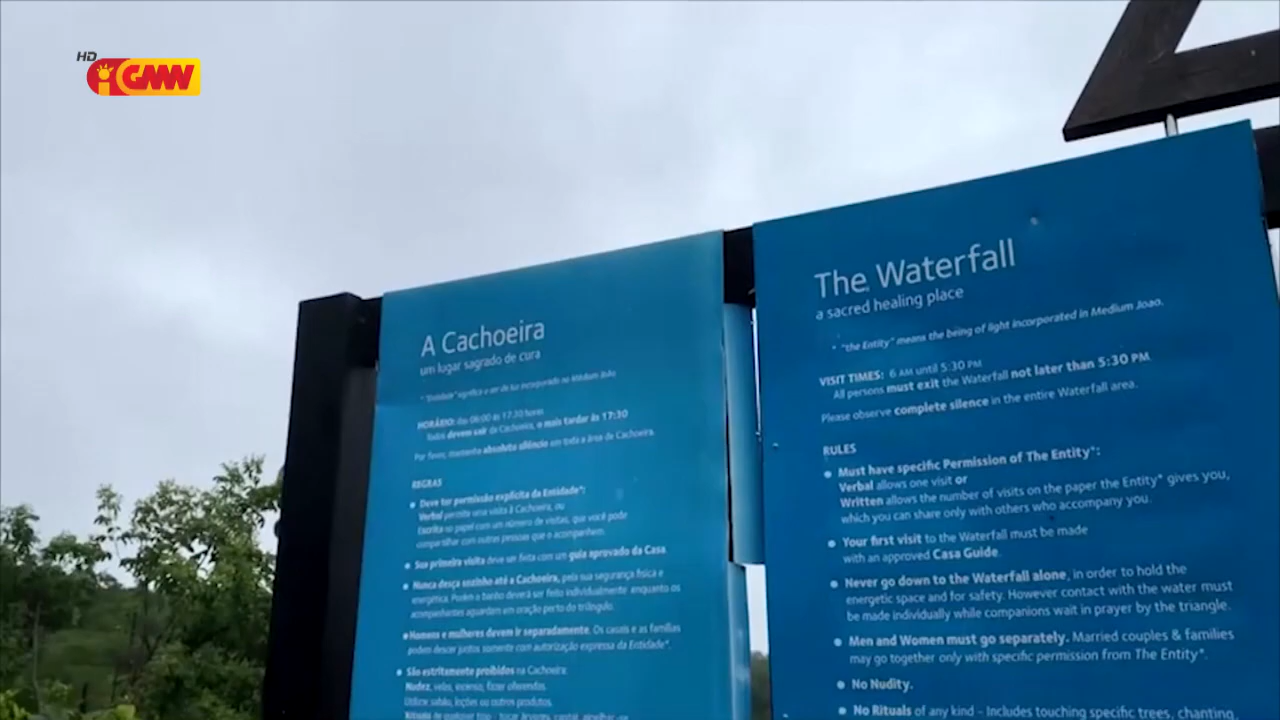 HD
iGMW
A Cachoeira
um lugar sagrado de cura
* "Entidade" significa o ser de luz incorporado no Médium João
HORÁRIO: das 06:00 às 17:30 horas
Todos devem sair da Cachoeira, o mais tardar às 17:30
Por favor, mantenha absoluto silêncio em toda a área de Cachoeira.
REGRAS
Deve ter permissão explícita da Entidade*:
Verbal permite uma visita à Cachoeira, ou
Escrita no papel com um número de visitas, que você pode
compartilhar com outras pessoas que o acompanhem.
Sua primeira visita deve ser feita com um guia aprovado da Casa
Nunca desça sozinho até a Cachoeira, pela sua segurança física e
energética. Porém o banho deverá ser feito individualmente enquanto os
acompanhantes aguardam em oração perto do triângulo.
Homens e mulheres devem ir separadamente. Os casais e as famílias
podem descer juntos somente com autorização expressa da Entidade*.
São estritamente proibidos na Cachoeira:
Nudez, velas, incenso, fazer oferendas.
Utilizar sabão, loções ou outros produtos.
Rituais de qualquer tipo - tocar árvores, cantar,
The Waterfall
a sacred healing place
* "the Entity" means the being of light incorporated in Medium Joao.
VISIT TIMES: 6 AM until 5:30 PM
All persons must exit the Waterfall not later than 5:30 PM
Please observe complete silence in the entire Waterfall area.
RULES
Must have specific Permission of The Entity*:
Verbal allows one visit or
Written allows the number of visits on the paper the Entity* gives you,
which you can share only with others who accompany you.
Your first visit to the Waterfall must be made
with an approved Casa Guide.
Never go down to the Waterfall alone, in order to hold the
energetic space and for safety. However contact with the water must
be made individually while companions wait in prayer by the triangle.
Men and Women must go separately. Married couples & families
may go together only with specific permission from The Entity*.
No Nudity.
No Rituals of any kind – Includes touching specific trees, chanting,